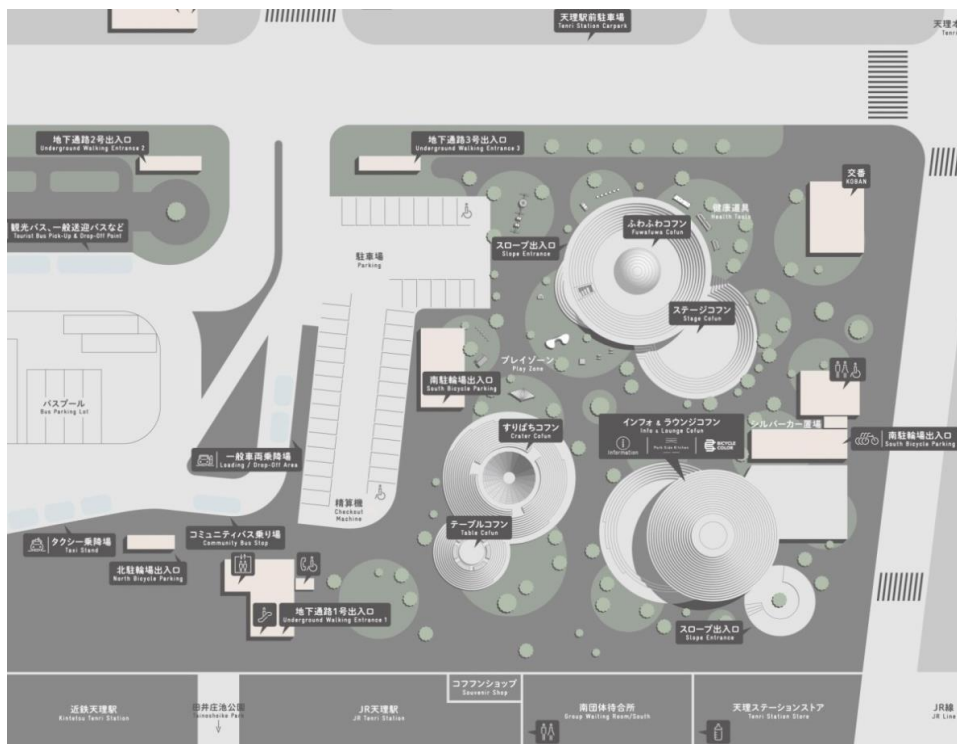 天理駅前駐車場
Tenri Station Carpark
天理本
Tenri
地下通路2号出入口
Underground Walking Entrance 2
地下通路3号出入口
Underground Walking Entrance 3
交番
KOBAN
観光バス、一般送迎バスなど
Tourist Bus Pick-Up & Drop-Off Point
ふわふわコフン
Fuwafuwa Cofun
健康遊具
Health Tools
スロープ出入口
Slope Entrance
駐車場
Parking
ステージコフン
Stage Cofun
プレイゾーン
Play Zone
南駐輪場出入口
South Bicycle Parking
バスプール
Bus Parking Lot
すりばちコフン
Crater Cofun
インフォ & ラウンジコフン
Info & Lounge Cofun
Information
Park Side Kitchen
BICYCLE
COLOR
シルバーカー置場
南駐輪場出入口
South Bicycle Parking
一般車両乗降場
Loading / Drop-Off Area
精算機
Checkout
Machine
テーブルコフン
Table Cofun
コミュニティバス乗り場
Community Bus Stop
タクシー乗降場
Taxi Stand
北駐輪場出入口
North Bicycle Parking
地下通路1号出入口
Underground Walking Entrance 1
スロープ出入口
Slope Entrance
コフフンショップ
Souvenir Shop
近鉄天理駅
Kintetsu Tenri Station
田井庄池公園
Tainoshoike Park
JR天理駅
JR Tenri Station
南団体待合所
Group Waiting Room/South
天理ステーションストア
Tenri Station Store
JR線
JR Line